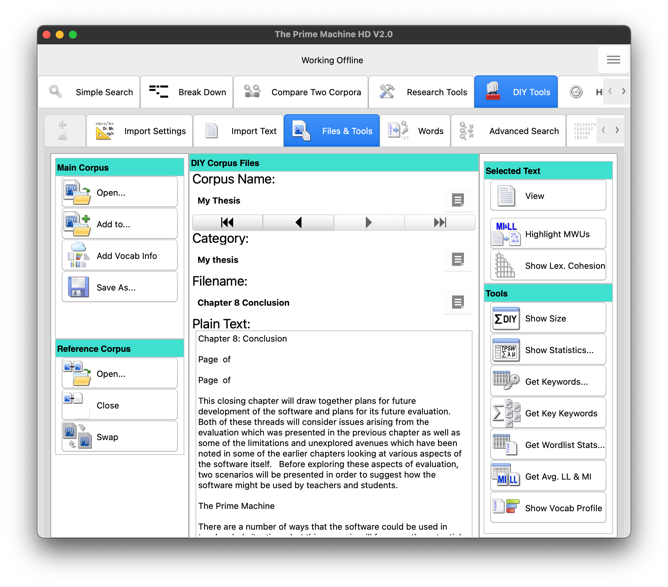 The Prime Machine HD V2.0
Working Offline
Simple Search
Break Down
Compare Two Corpora
Research Tools
DIY Tools
H
Import Settings
Import Text
Files & Tools
Words
Advanced Search
Main Corpus
Open...
Add to...
Add Vocab Info
Save As...
Reference Corpus
Open...
Close
Swap
DIY Corpus Files
Corpus Name:
My Thesis
Category:
My thesis
Filename:
Chapter 8 Conclusion
Plain Text:
Chapter 8: Conclusion
Page of
Page of
This closing chapter will draw together plans for future
development of the software and plans for its future evaluation.
Both of these threads will consider issues arising from the
evaluation which was presented in the previous chapter as well as
some of the limitations and unexplored avenues which have been
noted in some of the earlier chapters looking at various aspects of
the software itself. Before exploring these aspects of evaluation,
two scenarios will be presented in order to suggest how the
software might be used by teachers and students.
The Prime Machine
There are a number of ways that the software could be used in
Selected Text
View
MI&LL
Highlight MWUs
Show Lex. Cohesion
Tools
Σ DIY
Show Size
Show Statistics...
Get Keywords...
Get Key Keywords
Get Wordlist Stats...
MI LL
Get Avg. LL & MI
Show Vocab Profile